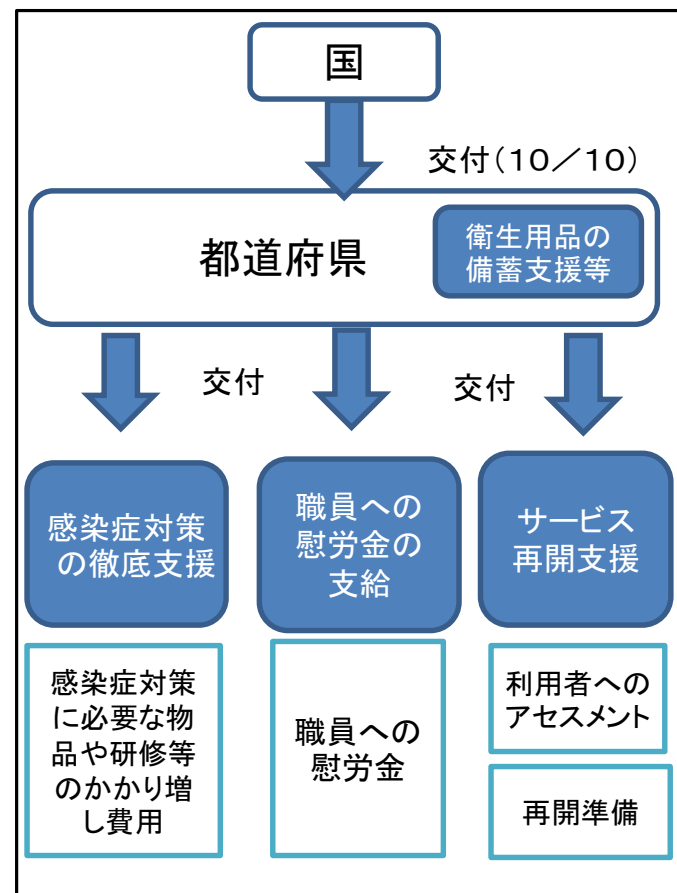 国
交付(10/10)
都道府県
衛生用品の
備蓄支援等
交付
交付
感染症対策
の徹底支援
職員への
慰労金の
支給
サービス
再開支援
感染症対策
に必要な物
品や研修等
のかかり増
し費用
職員への
慰労金
利用者への
アセスメント
再開準備